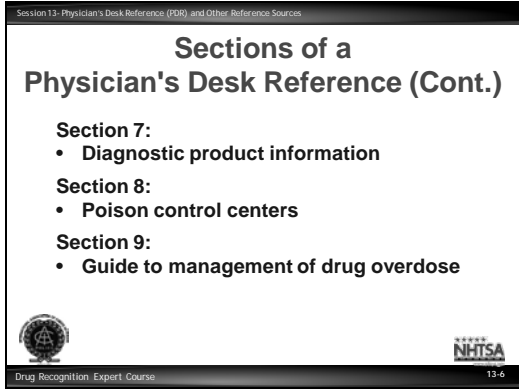 Session 13- Physician's Desk Reference (PDR) and Other Reference Sources
Sections of a
Physician's Desk Reference (Cont.)
Section 7:
• Diagnostic product information
Section 8:
• Poison control centers
Section 9:
• Guide to management of drug overdose
NHTSA
Drug Recognition Expert Course
13-6